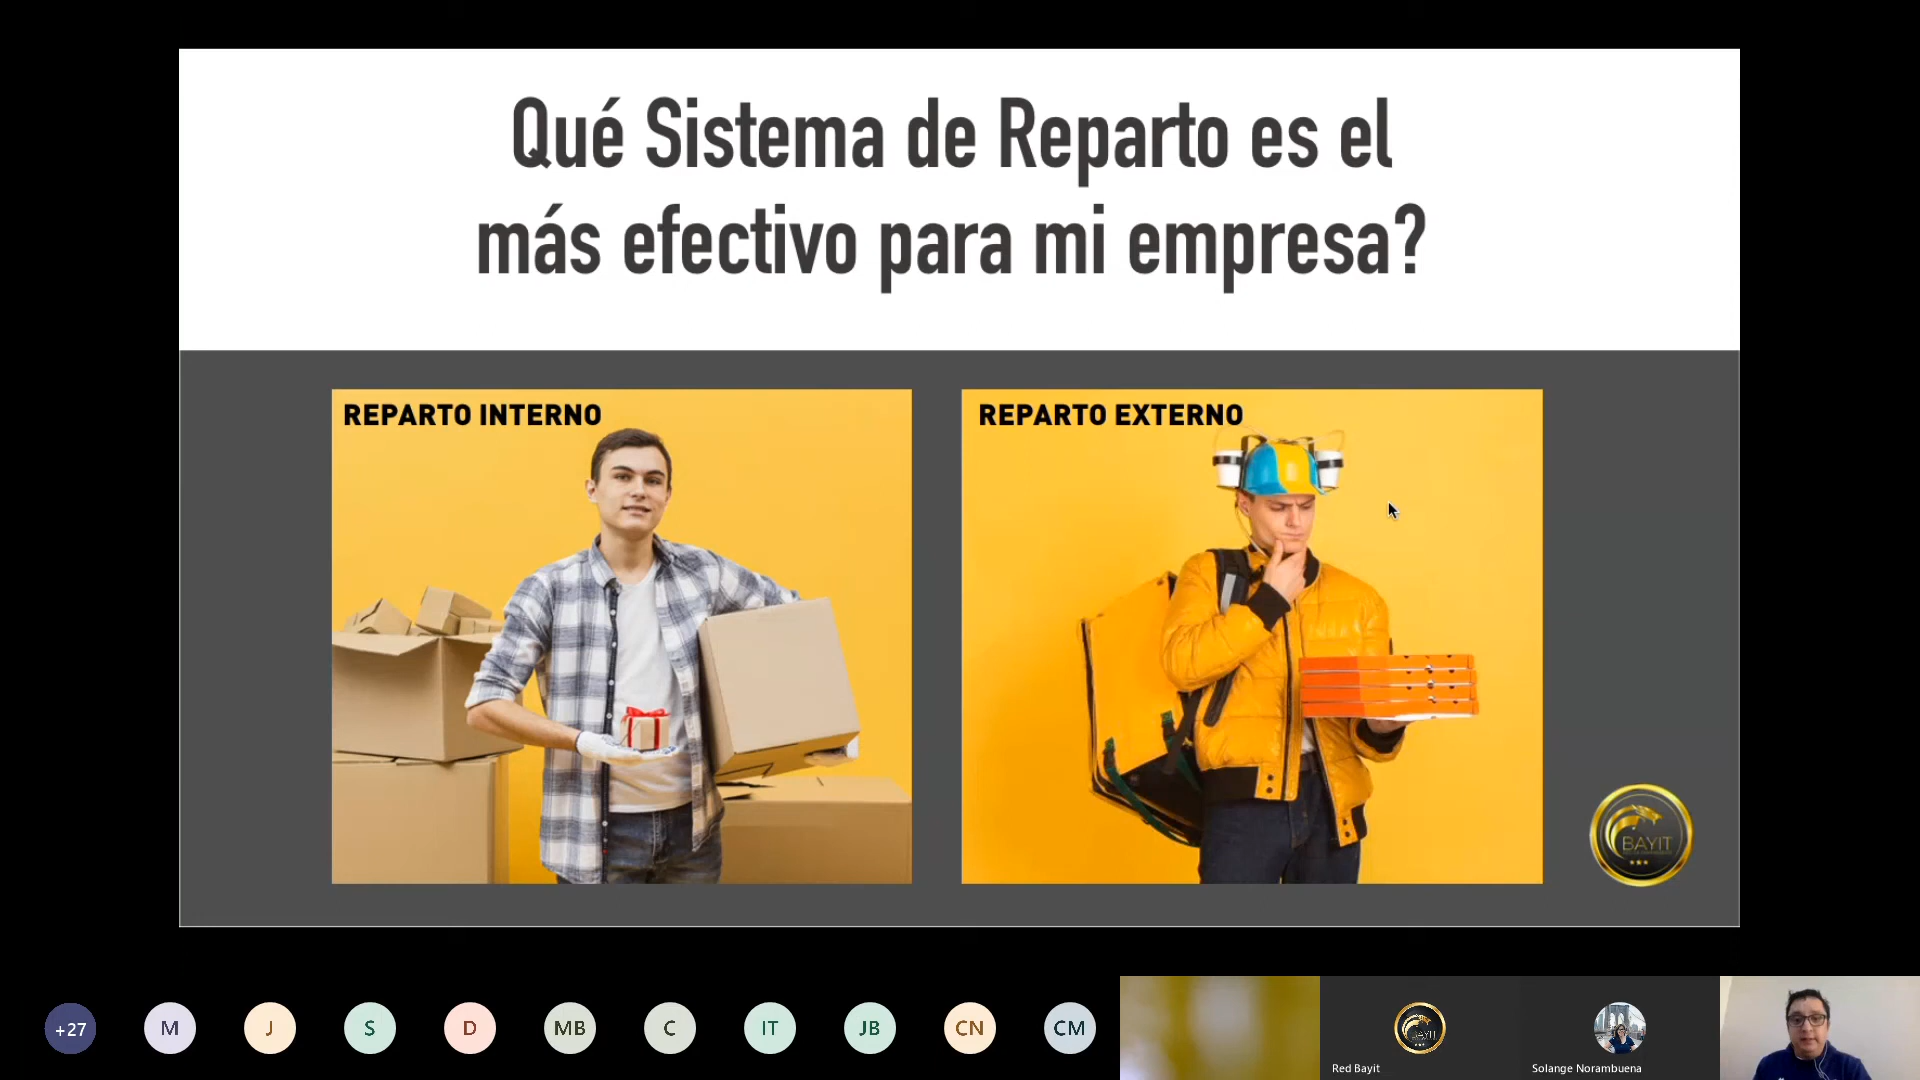 Qué Sistema de Reparto es el
más efectivo para mi empresa?
REPARTO INTERNO
REPARTO EXTERNO
BAYIT
+27
M
J
S
D
MB
C
IT
JB
CN
CM
BAYIT
Red Bayit
Solange Norambuena